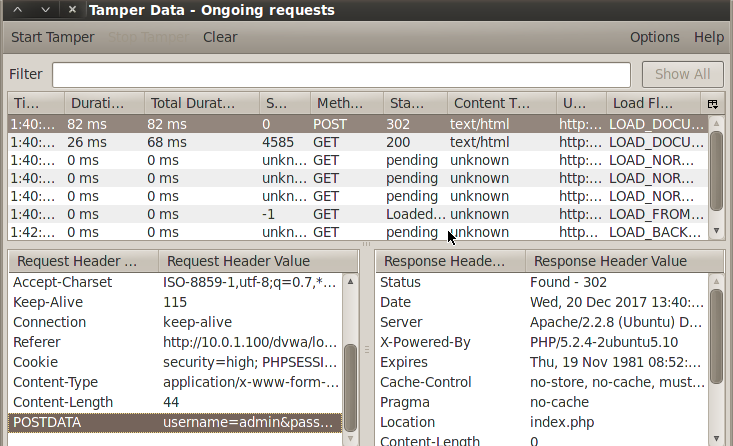 Tamper Data - Ongoing requests
Start Tamper Stop Tamper Clear Options Help
Filter Show All
Ti... Durati... Total Durat... S... Meth... Sta... Content T... U... Load Fl...
1:40:... 82 ms 82 ms 0 POST 302 text/html http:... LOAD_DOCU...
1:40:... 26 ms 68 ms 4585 GET 200 text/html http:... LOAD_DOCU...
1:40:... 0 ms 0 ms unkn... GET pending unknown http:... LOAD_NOR...
1:40:... 0 ms 0 ms unkn... GET pending unknown http:... LOAD_NOR...
1:40:... 0 ms 0 ms unkn... GET pending unknown http:... LOAD_NOR...
1:40:... 0 ms 0 ms -1 GET Loaded... unknown http:... LOAD_FROM...
1:42:... 0 ms 0 ms unkn... GET pending unknown http... LOAD_BACK...
Request Header ... Request Header Value
Accept-Charset ISO-8859-1,utf-8;q=0.7,*...
Keep-Alive 115
Connection keep-alive
Referer http://10.0.1.100/dvwa/lo...
Cookie security=high; PHPSESSI...
Content-Type application/x-www-form-...
Content-Length 44
POSTDATA username=admin&pass...
Response Heade... Response Header Value
Status Found - 302
Date Wed, 20 Dec 2017 13:40:...
Server Apache/2.2.8 (Ubuntu) D...
X-Powered-By PHP/5.2.4-2ubuntu5.10
Expires Thu, 19 Nov 1981 08:52:...
Cache-Control no-store, no-cache, must...
Pragma no-cache
Location index.php
Content-Length 0